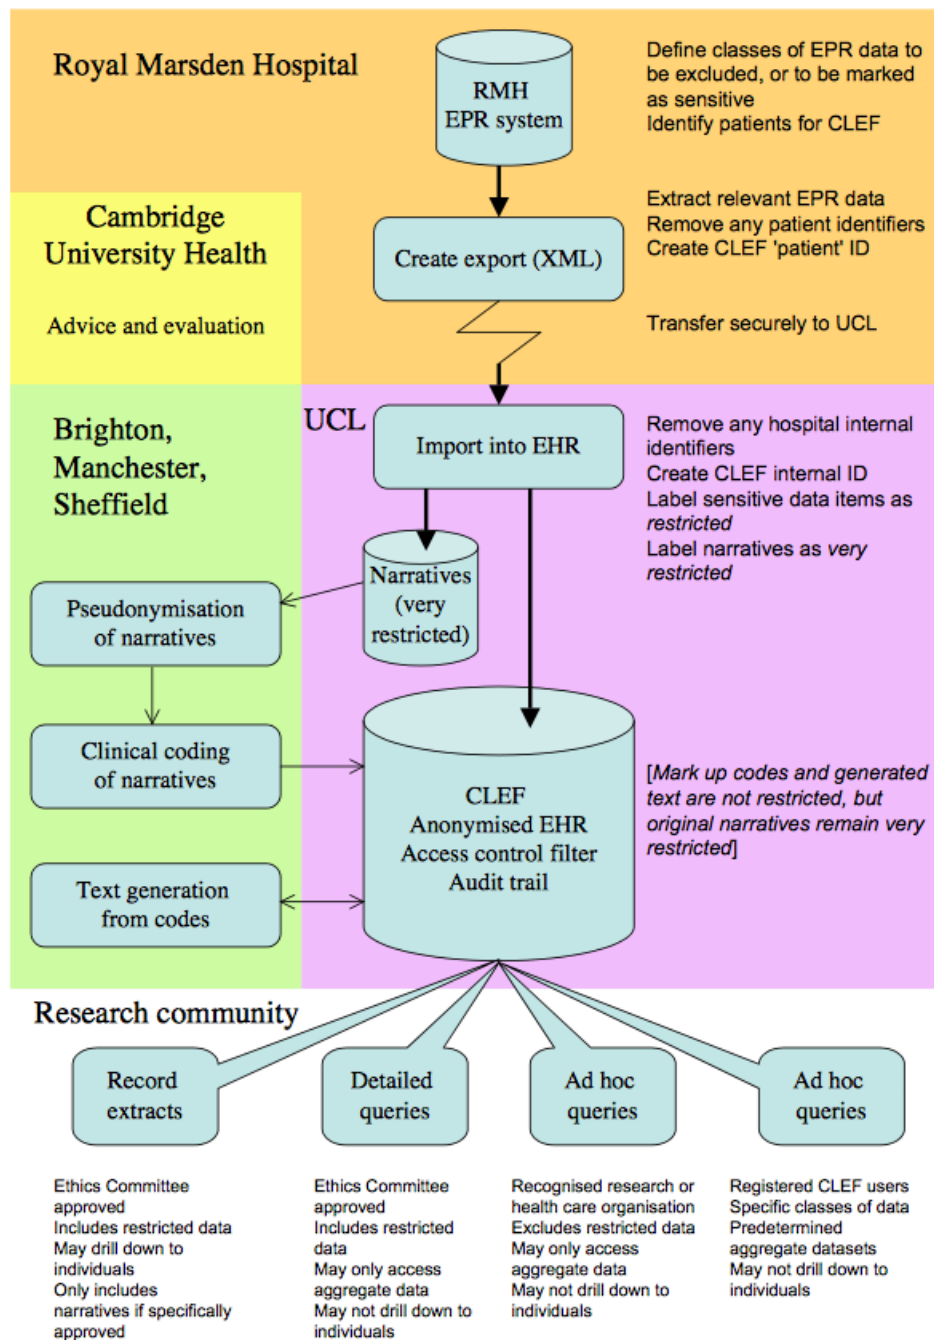 Royal Marsden Hospital
RMH
EPR system
Define classes of EPR data to
be excluded, or to be marked
as sensitive
Identify patients for CLEF
Cambridge
University Health
Advice and evaluation
Create export (XML)
Extract relevant EPR data
Remove any patient identifiers
Create CLEF 'patient' ID
Transfer securely to UCL
Brighton,
Manchester,
Sheffield
UCL
Import into EHR
Remove any hospital internal
identifiers
Create CLEF internal ID
Label sensitive data items as
restricted
Label narratives as very
restricted
Narratives
(very
restricted)
Pseudonymisation
of narratives
Clinical coding
of narratives
Text generation
from codes
CLEF
Anonymised EHR
Access control filter
Audit trail
[Mark up codes and generated
text are not restricted, but
original narratives remain very
restricted]
Research community
Record
extracts
Detailed
queries
Ad hoc
queries
Ad hoc
queries
Ethics Committee
approved
Includes restricted data
May drill down to
individuals
Only includes
narratives if specifically
approved
Ethics Committee
approved
Includes restricted
data
May only access
aggregate data
May not drill down to
individuals
Recognised research or
health care organisation
Excludes restricted data
May only access
aggregate data
May not drill down to
individuals
Registered CLEF users
Specific classes of data
Predetermined
aggregate datasets
May not drill down to
individuals